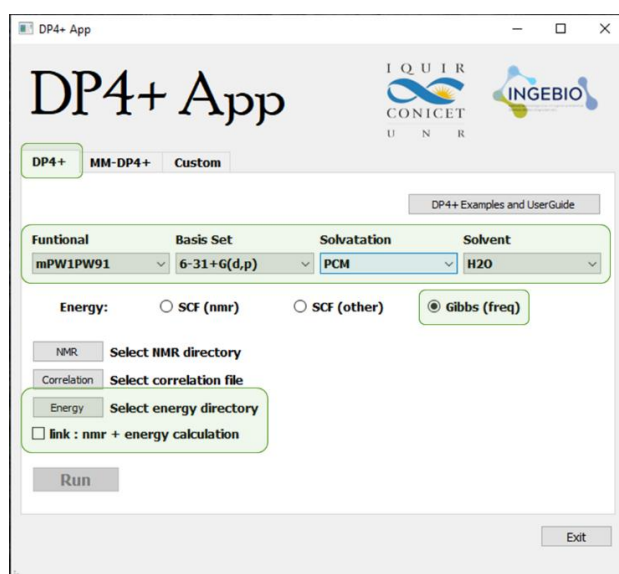 DP4+ App
DP4+ App
I Q U I R
CONICET
U N R
INGEBIO
DP4+ MM-DP4+ Custom
DP4+ Examples and UserGuide
Funtional Basis Set Solvatation Solvent
mPW1PW91 6-31+G(d,p) PCM H2O
Energy: SCF (nmr) SCF (other) Gibbs (freq)
NMR Select NMR directory
Correlation Select correlation file
Energy Select energy directory
link : nmr + energy calculation
Run
Exit